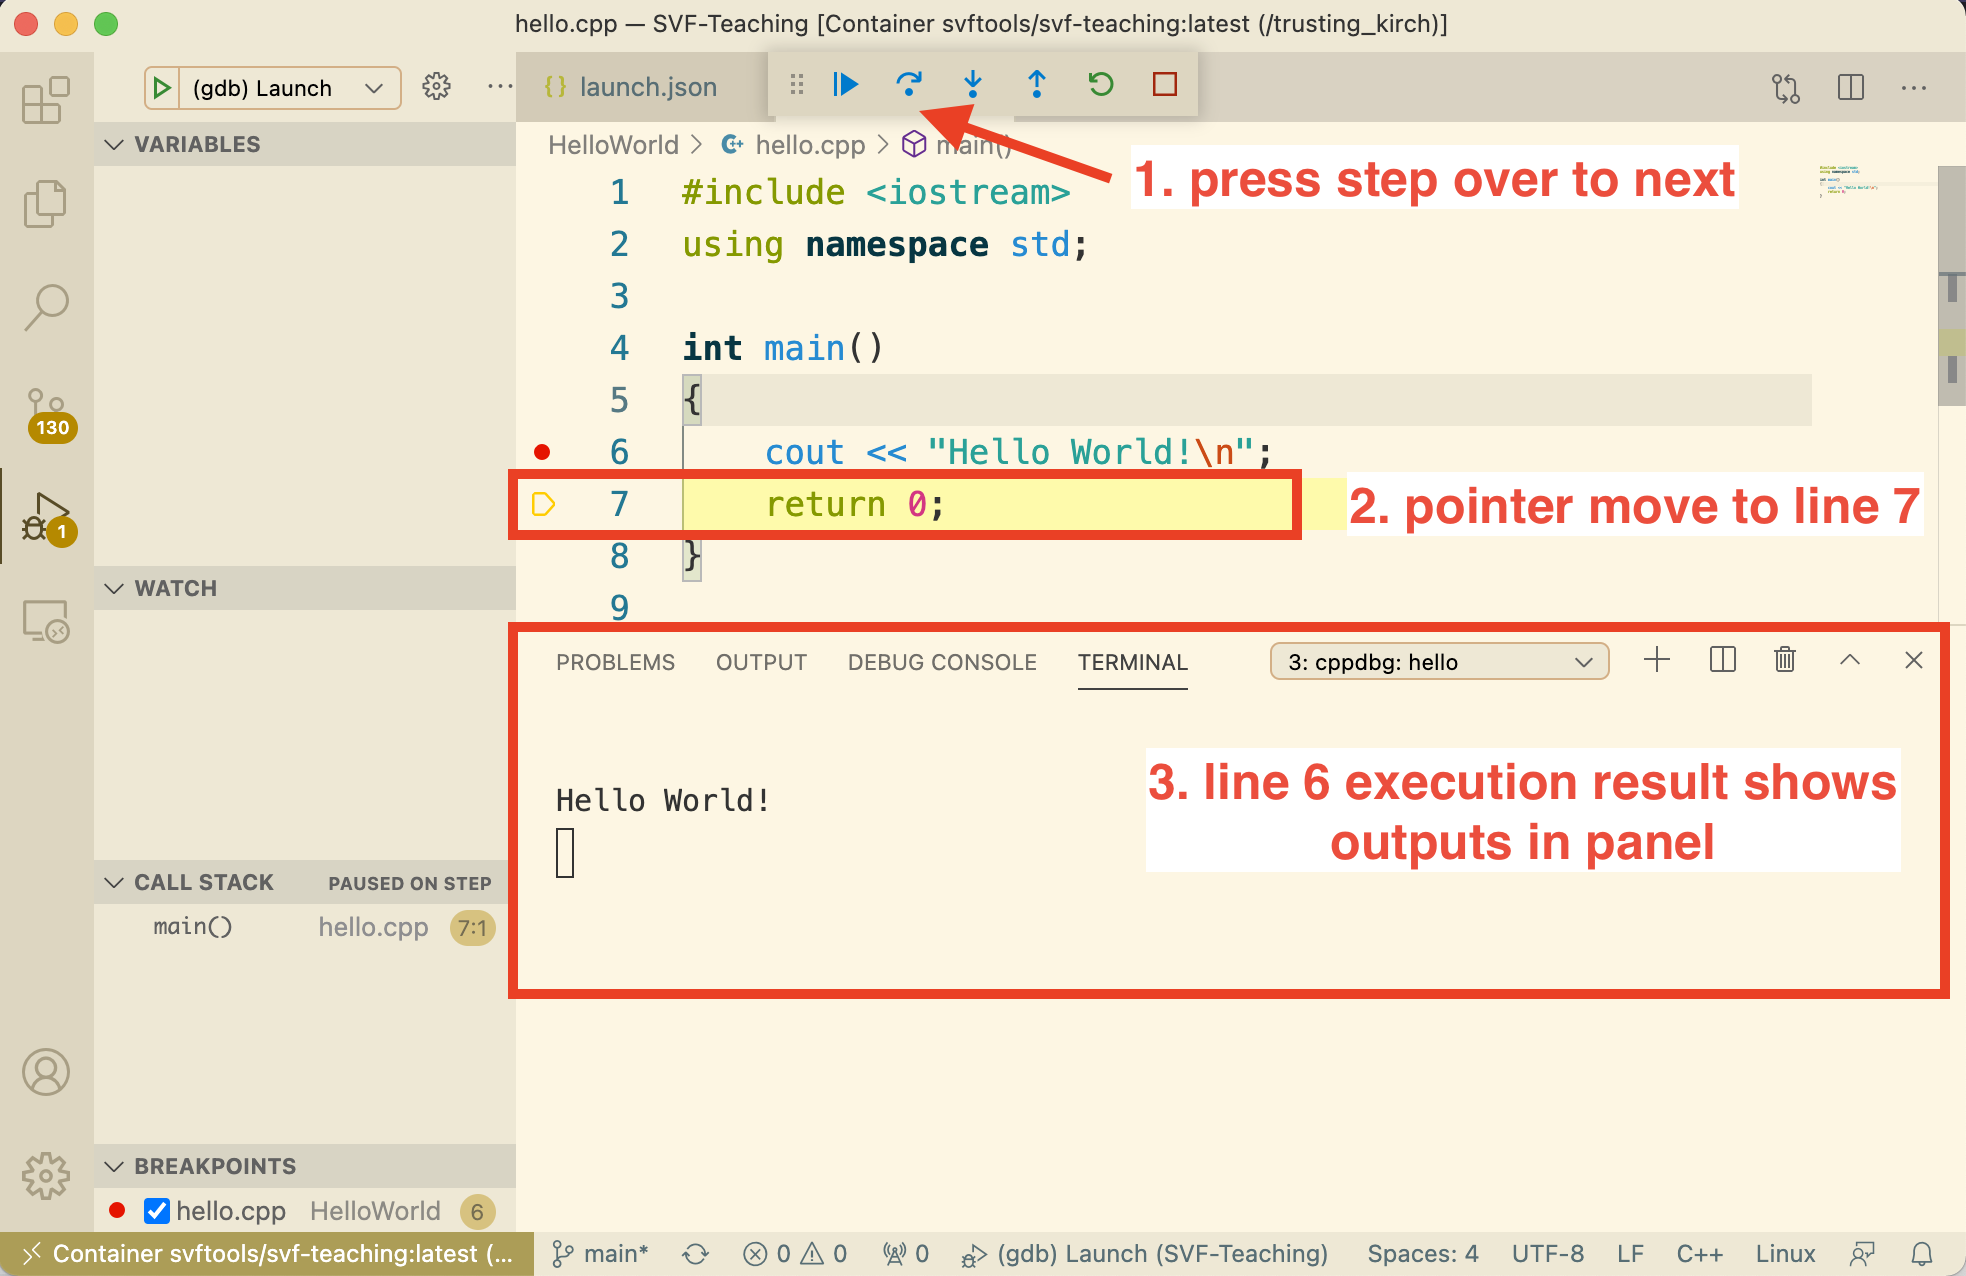 hello.cpp — SVF-Teaching [Container svftools/svf-teaching:latest (/trusting_kirch)]
(gdb) Launch
{} launch.json
VARIABLES
HelloWorld > hello.cpp > main()
1. press step over to next
1 #include <iostream>
2 using namespace std;
3
4 int main()
5 {
6 cout << "Hello World!\n";
7 return 0;
2. pointer move to line 7
8 }
9
130
1
WATCH
PROBLEMS OUTPUT DEBUG CONSOLE TERMINAL 3: cppdbg: hello
Hello World!
3. line 6 execution result shows
outputs in panel
CALL STACK PAUSED ON STEP
main() hello.cpp 7:1
BREAKPOINTS
hello.cpp HelloWorld 6
Container svftools/svf-teaching:latest (... main* 0 0 0 (gdb) Launch (SVF-Teaching) Spaces: 4 UTF-8 LF C++ Linux